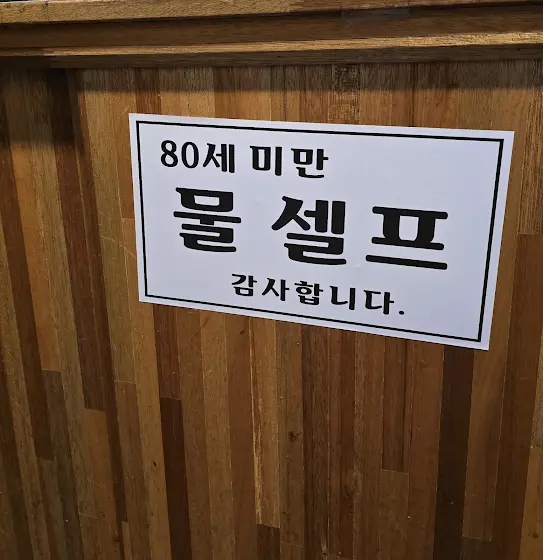 80세 미만
물 셀프
감사합니다.